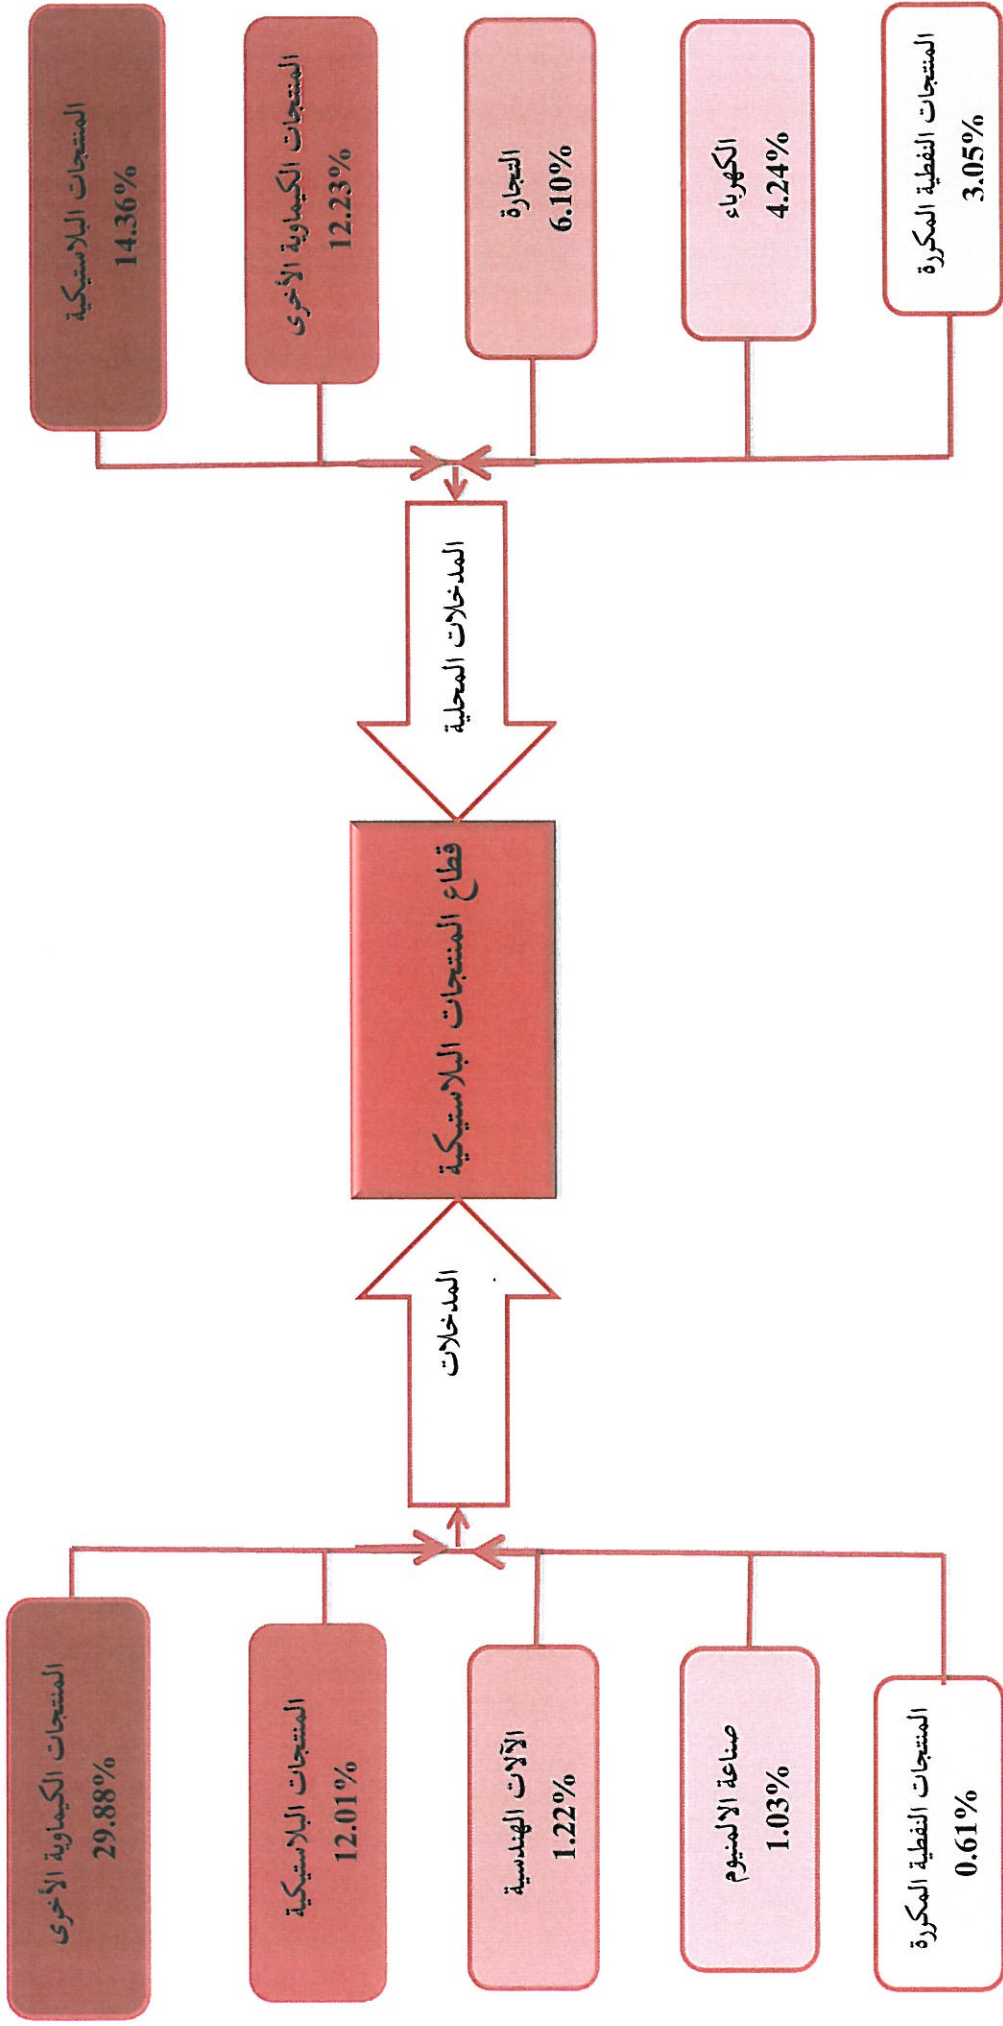 المنتجات البلاستيكية
14.36%
المنتجات الكيماوية الأخرى
12.23%
التجارة
6.10%
الكهرباء
4.24%
المنتجات النفطية المكررة
3.05%
المدخلات المحلية
قطاع المنتجات البلاستيكية
المدخلات
المنتجات الكيماوية الأخرى
29.88%
المنتجات البلاستيكية
12.01%
الآلات الهندسية
1.22%
صناعة الالمنيوم
1.03%
المنتجات النفطية المكررة
0.61%